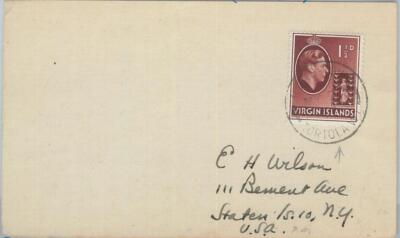 1½D
VIRGIN ISLANDS
TORTOLA
E H Wilson
111 Bement Ave
Staten Is. 10, N.Y.
U.S.A.